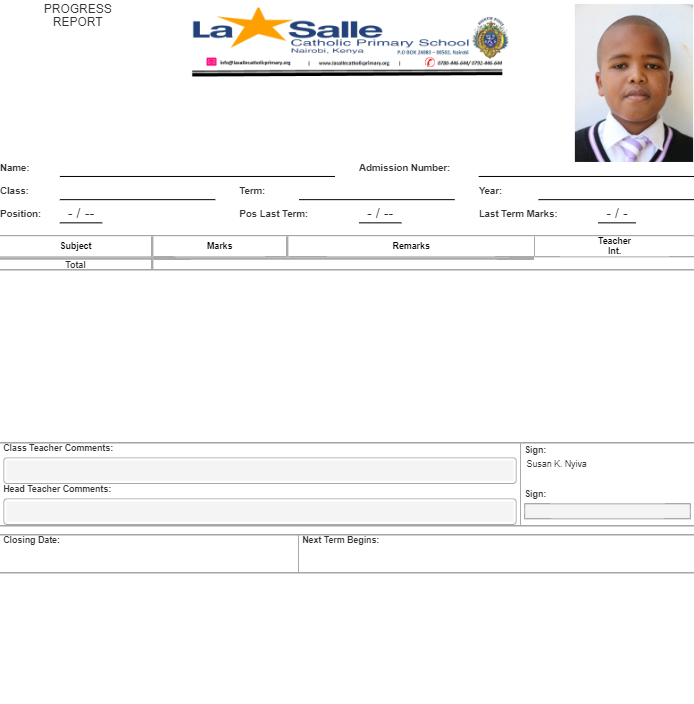 PROGRESS
REPORT
La Salle
Catholic Primary School
Nairobi, Kenya
P.O BOX 24083 – 00502, Nairobi
info@lasallecatholicprimary.org | www.lasallecatholicprimary.org | 0780-446-644/ 0792-446-644
Name: Admission Number:
Class: Term: Year:
Position: - / -- Pos Last Term: - / -- Last Term Marks: - / -
Subject Marks Remarks Teacher Int.
Total
Class Teacher Comments: Sign:
Susan K. Nyiva
Head Teacher Comments: Sign:
Closing Date: Next Term Begins: